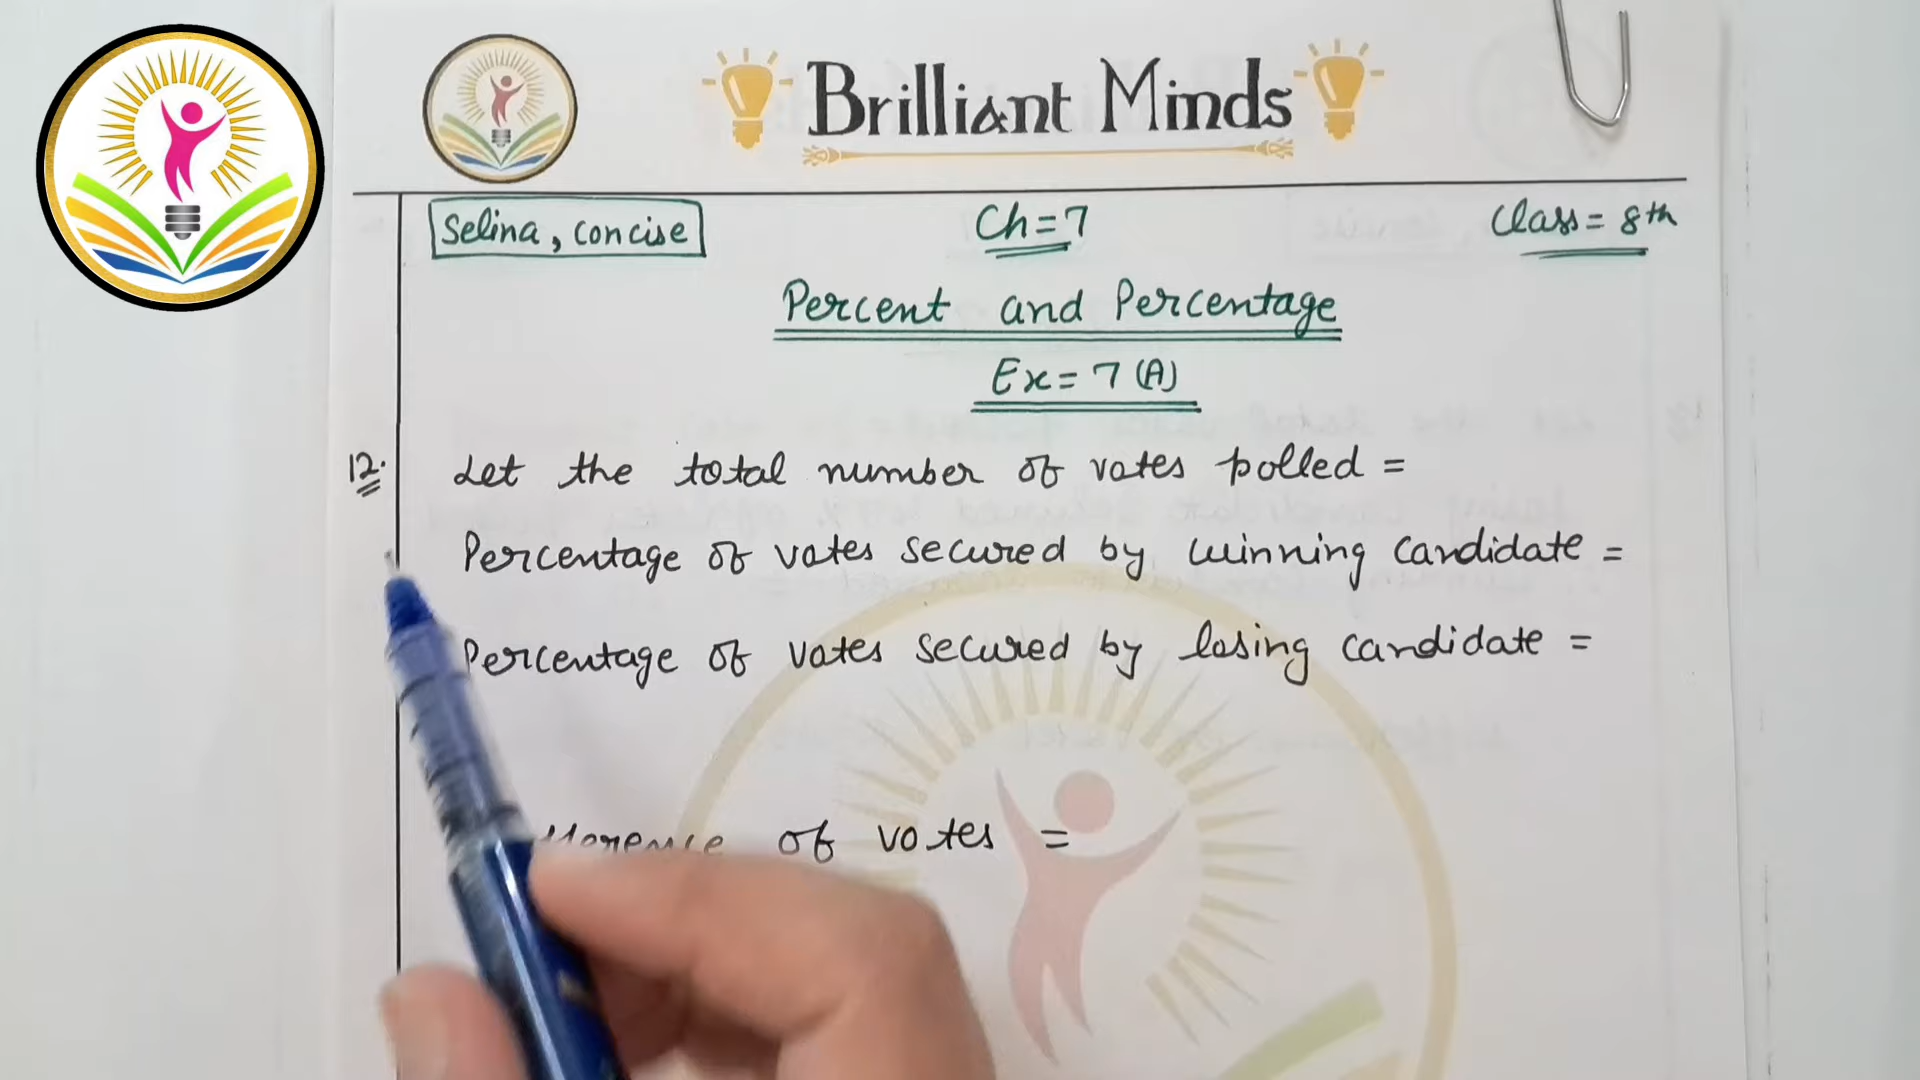 Brilliant Minds
Selina, concise
Ch=7
Class= 8th
Percent and Percentage
Ex= 7(A)
12. Let the total number of votes polled =
Percentage of votes secured by winning candidate =
Percentage of votes secured by losing candidate =
of votes =